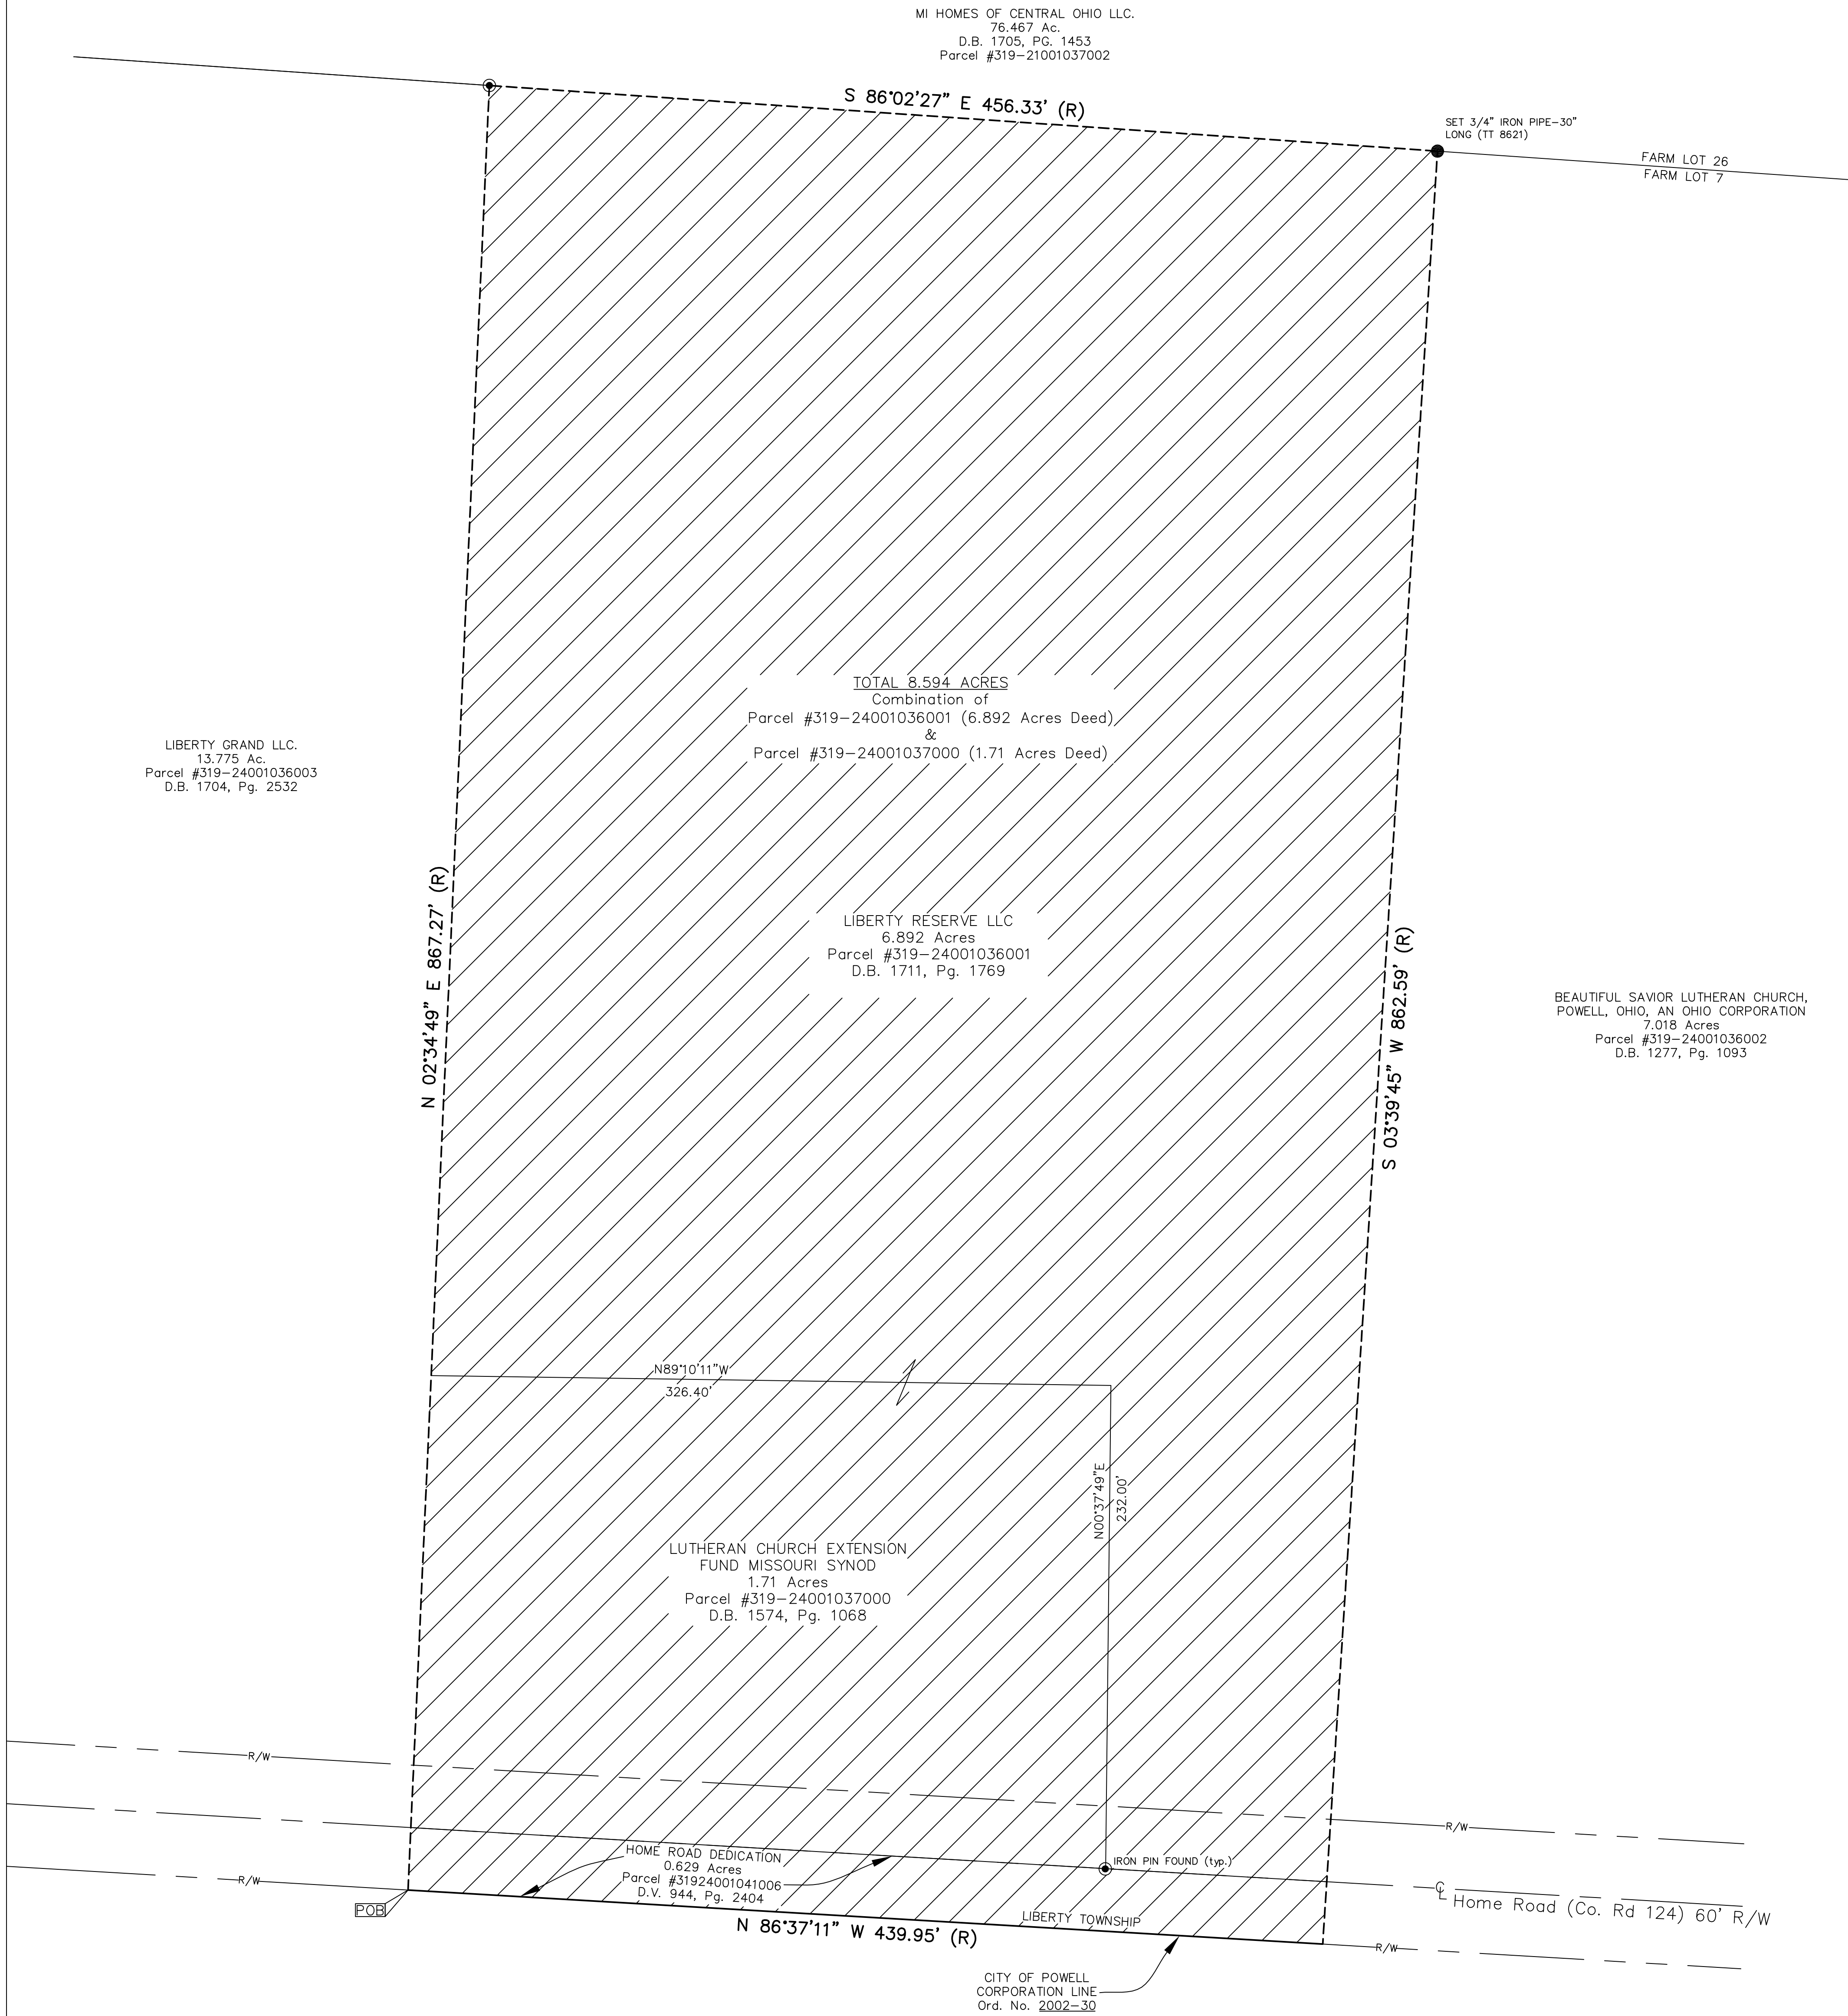 MI HOMES OF CENTRAL OHIO LLC.
76.467 Ac.
D.B. 1705, PG. 1453
Parcel #319-21001037002
S 86°02'27" E 456.33' (R)
SET 3/4" IRON PIPE-30"
LONG (TT 8621)
FARM LOT 26
FARM LOT 7
TOTAL 8.594 ACRES
Combination of
Parcel #319-24001036001 (6.892 Acres Deed)
&
Parcel #319-24001037000 (1.71 Acres Deed)
LIBERTY GRAND LLC.
13.775 Ac.
Parcel #319-24001036003
D.B. 1704, Pg. 2532
N 02°34'49" E 867.27' (R)
LIBERTY RESERVE LLC
6.892 Acres
Parcel #319-24001036001
D.B. 1711, Pg. 1769
S 03°39'45" W 862.59' (R)
BEAUTIFUL SAVIOR LUTHERAN CHURCH,
POWELL, OHIO, AN OHIO CORPORATION
7.018 Acres
Parcel #319-24001036002
D.B. 1277, Pg. 1093
N89°10'11"W
326.40'
N00°37'49"E
232.00'
LUTHERAN CHURCH EXTENSION
FUND MISSOURI SYNOD
1.71 Acres
Parcel #319-24001037000
D.B. 1574, Pg. 1068
R/W
R/W
HOME ROAD DEDICATION
0.629 Acres
Parcel #31924001041006
D.V. 944, Pg. 2404
IRON PIN FOUND (typ.)
R/W
POB
℄ Home Road (Co. Rd 124) 60' R/W
LIBERTY TOWNSHIP
N 86°37'11" W 439.95' (R)
R/W
CITY OF POWELL
CORPORATION LINE
Ord. No. 2002-30